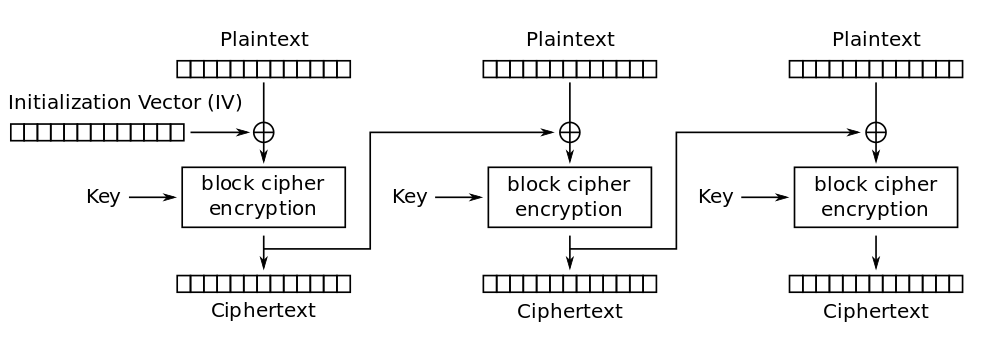 Plaintext
Plaintext
Plaintext
Initialization Vector (IV)
Key
block cipher
encryption
Key
block cipher
encryption
Key
block cipher
encryption
Ciphertext
Ciphertext
Ciphertext